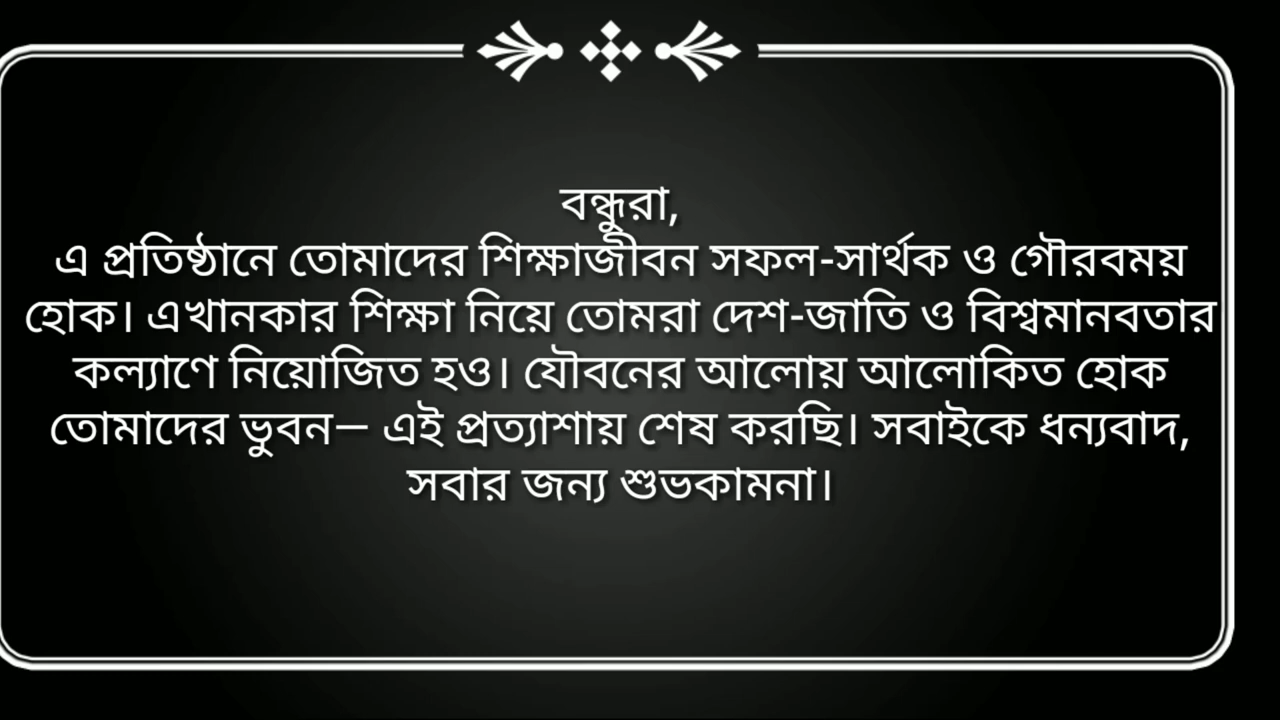 বন্ধুরা,
এ প্রতিষ্ঠানে তোমাদের শিক্ষাজীবন সফল-সার্থক ও গৌরবময়
হোক। এখানকার শিক্ষা নিয়ে তোমরা দেশ-জাতি ও বিশ্বমানবতার
কল্যাণে নিয়োজিত হও। যৌবনের আলোয় আলোকিত হোক
তোমাদের ভুবন— এই প্রত্যাশায় শেষ করছি। সবাইকে ধন্যবাদ,
সবার জন্য শুভকামনা।